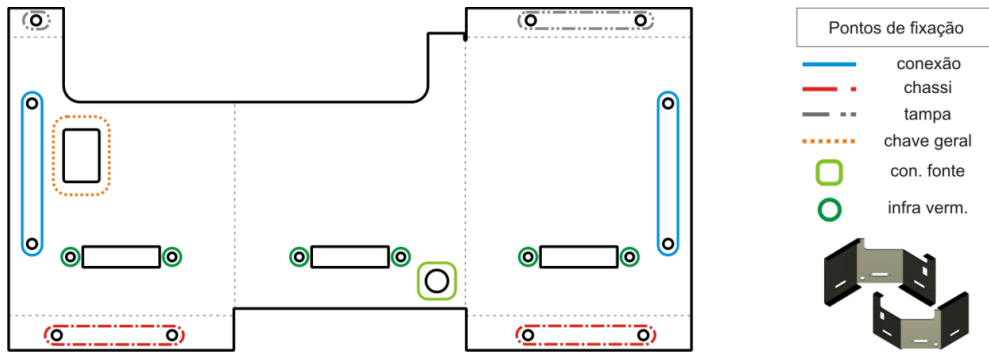 Pontos de fixação
conexão
chassi
tampa
chave geral
con. fonte
infra verm.